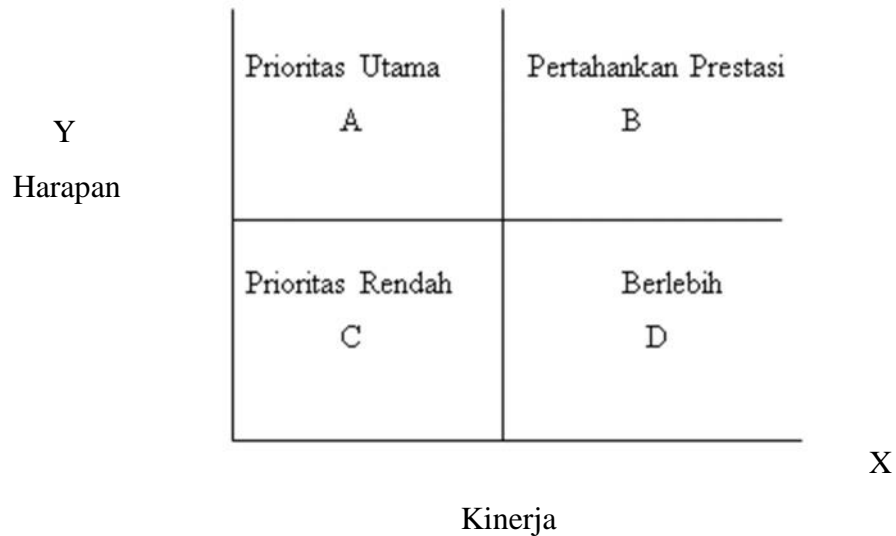 Prioritas Utama
Pertahankan Prestasi
A
B
Y
Harapan
Prioritas Rendah
Berlebih
C
D
X
Kinerja